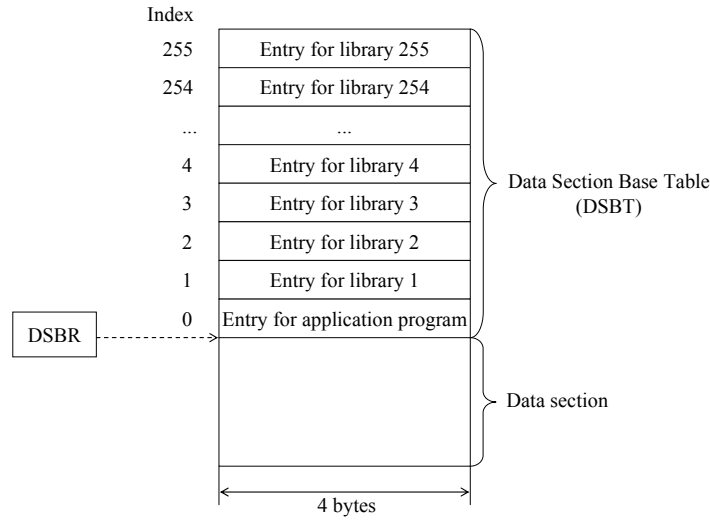 Index
255 Entry for library 255
254 Entry for library 254
... ...
4 Entry for library 4
3 Entry for library 3
2 Entry for library 2
1 Entry for library 1
0 Entry for application program
Data Section Base Table
(DSBT)
DSBR
Data section
4 bytes